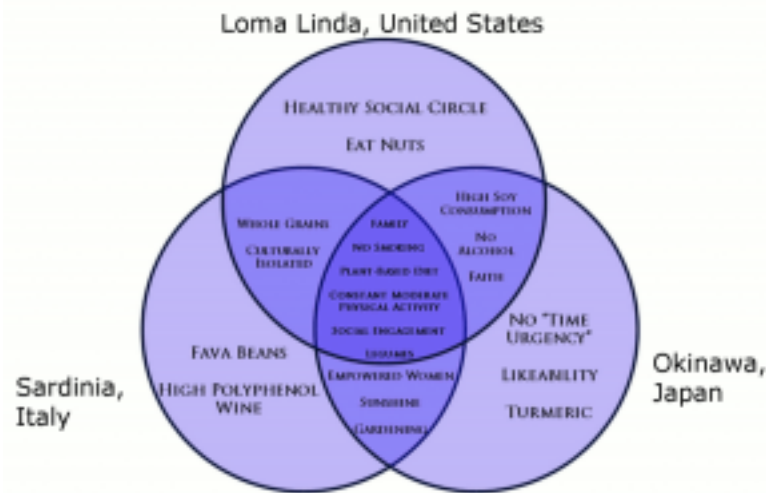 Loma Linda, United States
Healthy Social Circle
Eat Nuts
High Soy
Consumption
Whole Grains
Family
No Smoking
No
Alcohol
Culturally
Isolated
Plant-Based Diet
Faith
Constant Moderate
Physical Activity
Social Engagement
No "Time
Urgency"
Fava Beans
Legumes
Empowered Women
Likeability
High Polyphenol
Wine
Sunshine
Turmeric
Gardening
Sardinia,
Italy
Okinawa,
Japan